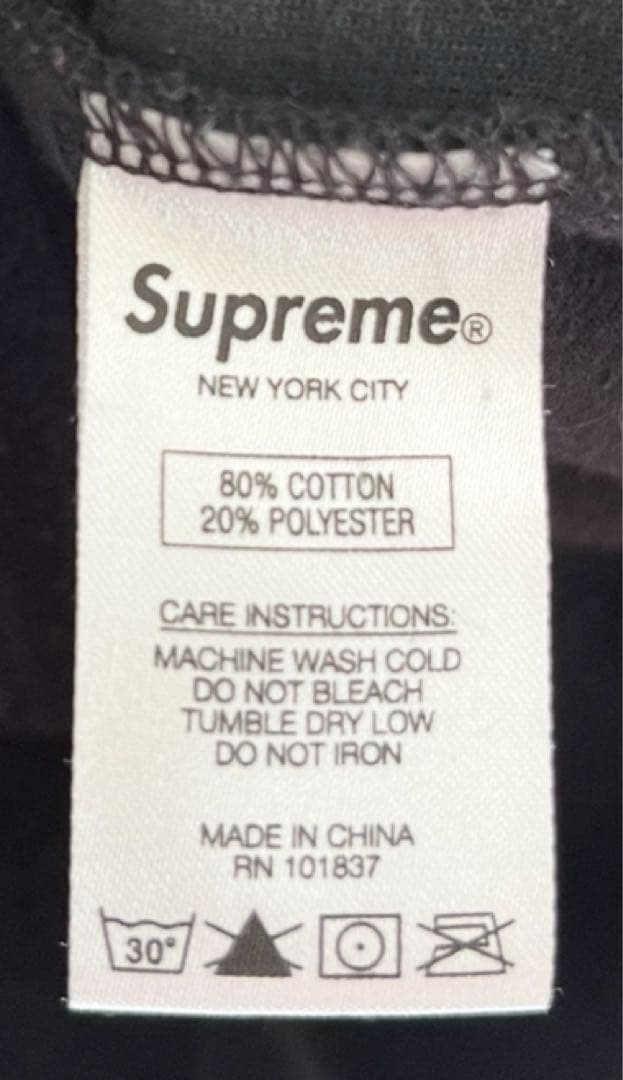 Supreme®
NEW YORK CITY
80% COTTON
20% POLYESTER
CARE INSTRUCTIONS:
MACHINE WASH COLD
DO NOT BLEACH
TUMBLE DRY LOW
DO NOT IRON
MADE IN CHINA
RN 101837
30°